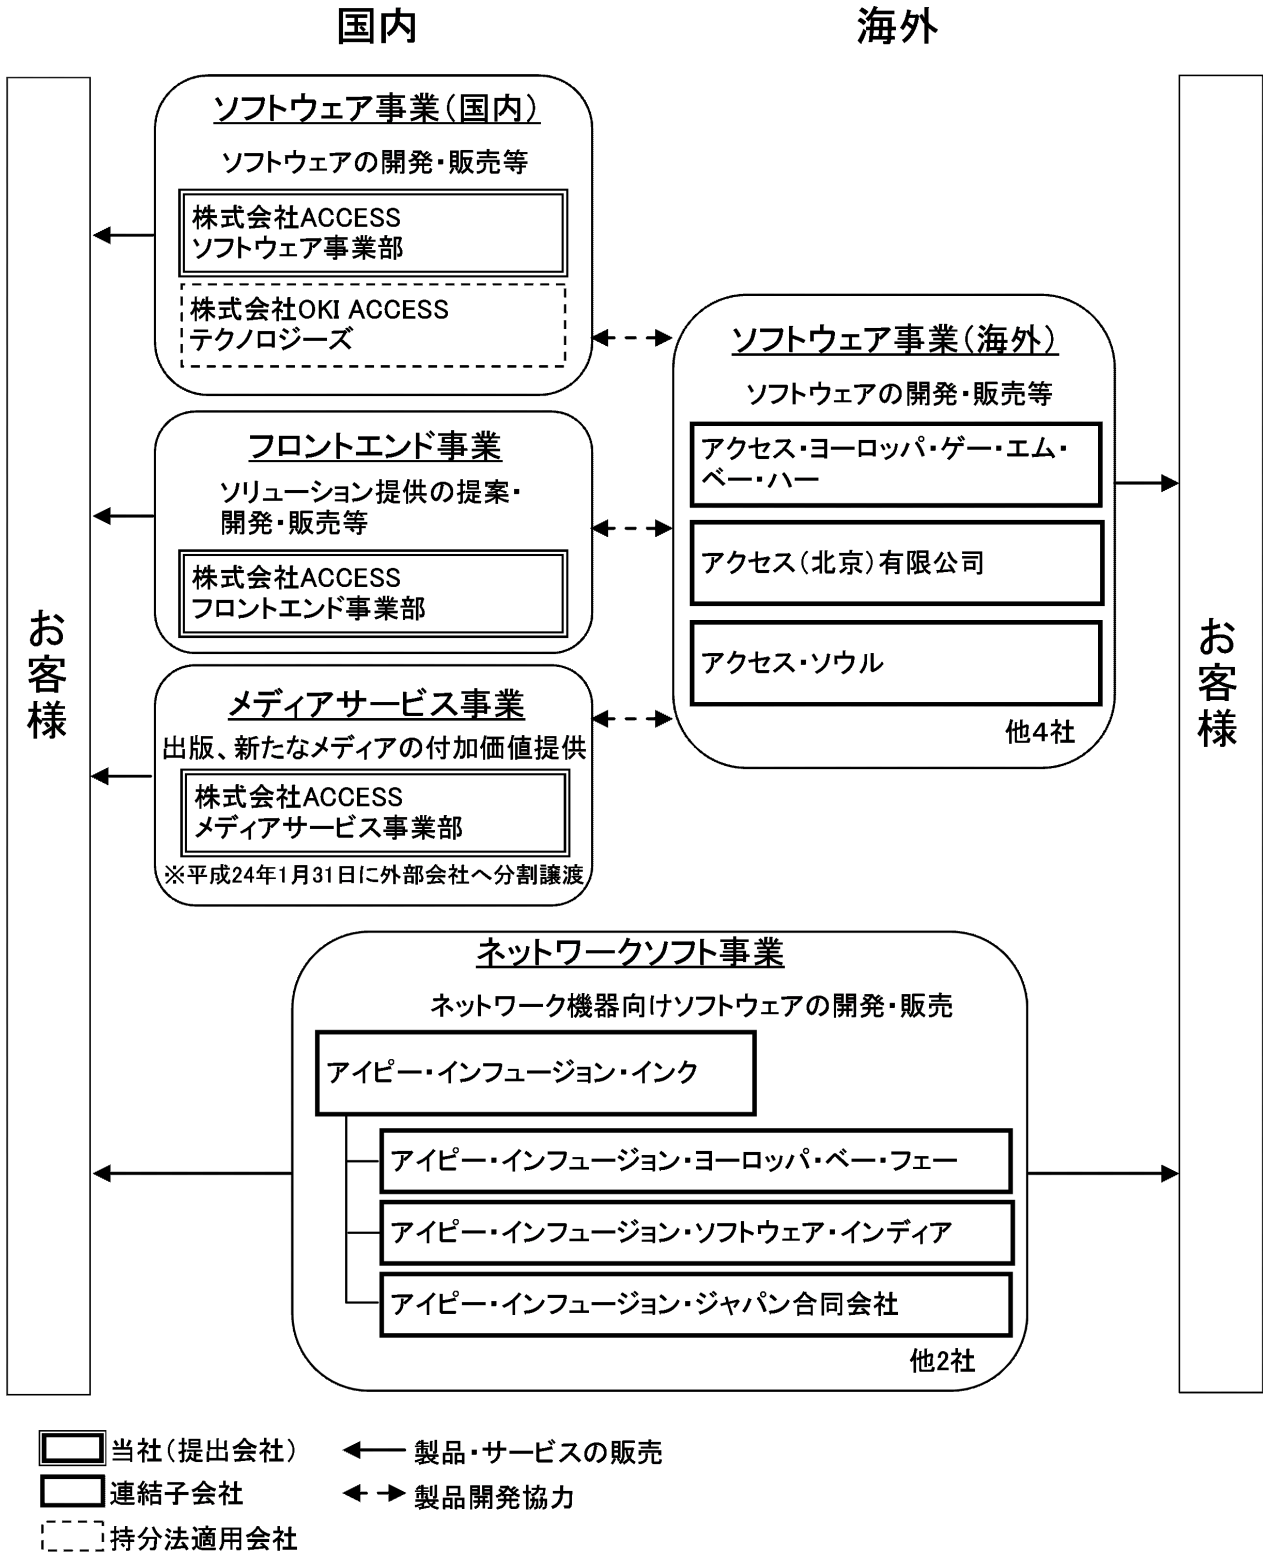 国内
海外
お客様
ソフトウェア事業(国内)
ソフトウェアの開発・販売等
株式会社ACCESS
ソフトウェア事業部
株式会社OKI ACCESS
テクノロジーズ
フロントエンド事業
ソリューション提供の提案・
開発・販売等
株式会社ACCESS
フロントエンド事業部
メディアサービス事業
出版、新たなメディアの付加価値提供
株式会社ACCESS
メディアサービス事業部
※平成24年1月31日に外部会社へ分割譲渡
ソフトウェア事業(海外)
ソフトウェアの開発・販売等
アクセス・ヨーロッパ・ゲー・エム・
ベー・ハー
アクセス(北京)有限公司
アクセス・ソウル
他4社
お客様
ネットワークソフト事業
ネットワーク機器向けソフトウェアの開発・販売
アイピー・インフュージョン・インク
アイピー・インフュージョン・ヨーロッパ・ベー・フェー
アイピー・インフュージョン・ソフトウェア・インディア
アイピー・インフュージョン・ジャパン合同会社
他2社
当社(提出会社)
製品・サービスの販売
連結子会社
製品開発協力
持分法適用会社